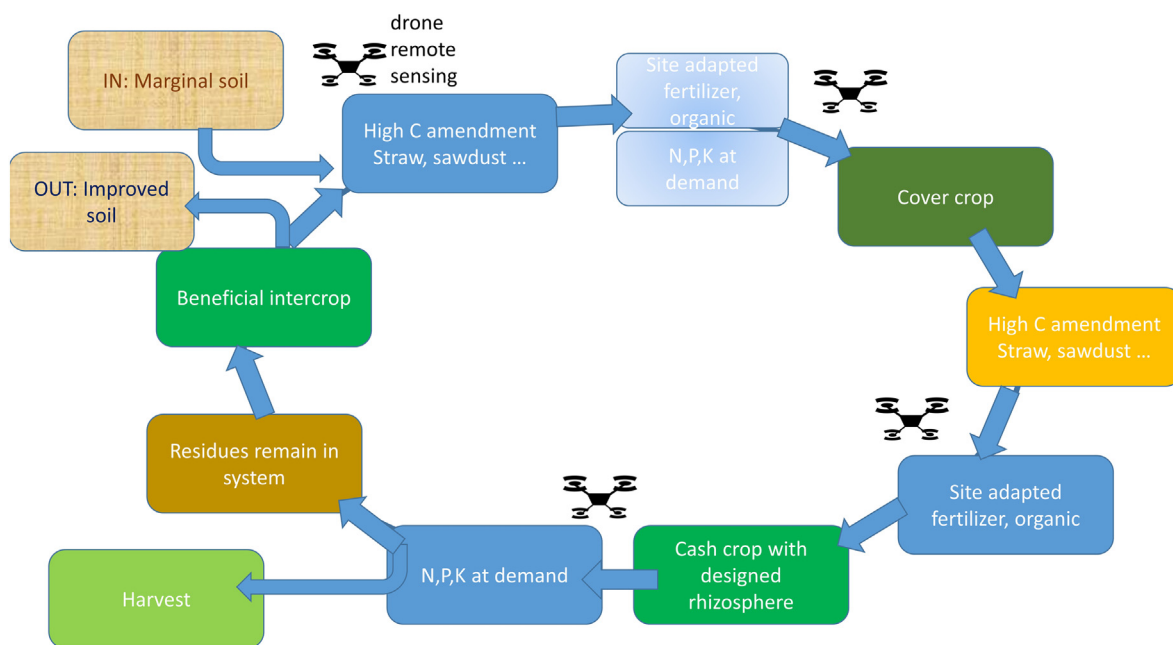 drone
remote
sensing
IN: Marginal soil
High C amendment
Straw, sawdust ...
Site adapted
fertilizer,
organic
N,P,K at
demand
OUT: Improved
soil
Cover crop
Beneficial intercrop
High C amendment
Straw, sawdust ...
Residues remain in
system
Site adapted
fertilizer, organic
Cash crop with
designed
rhizosphere
N,P,K at demand
Harvest